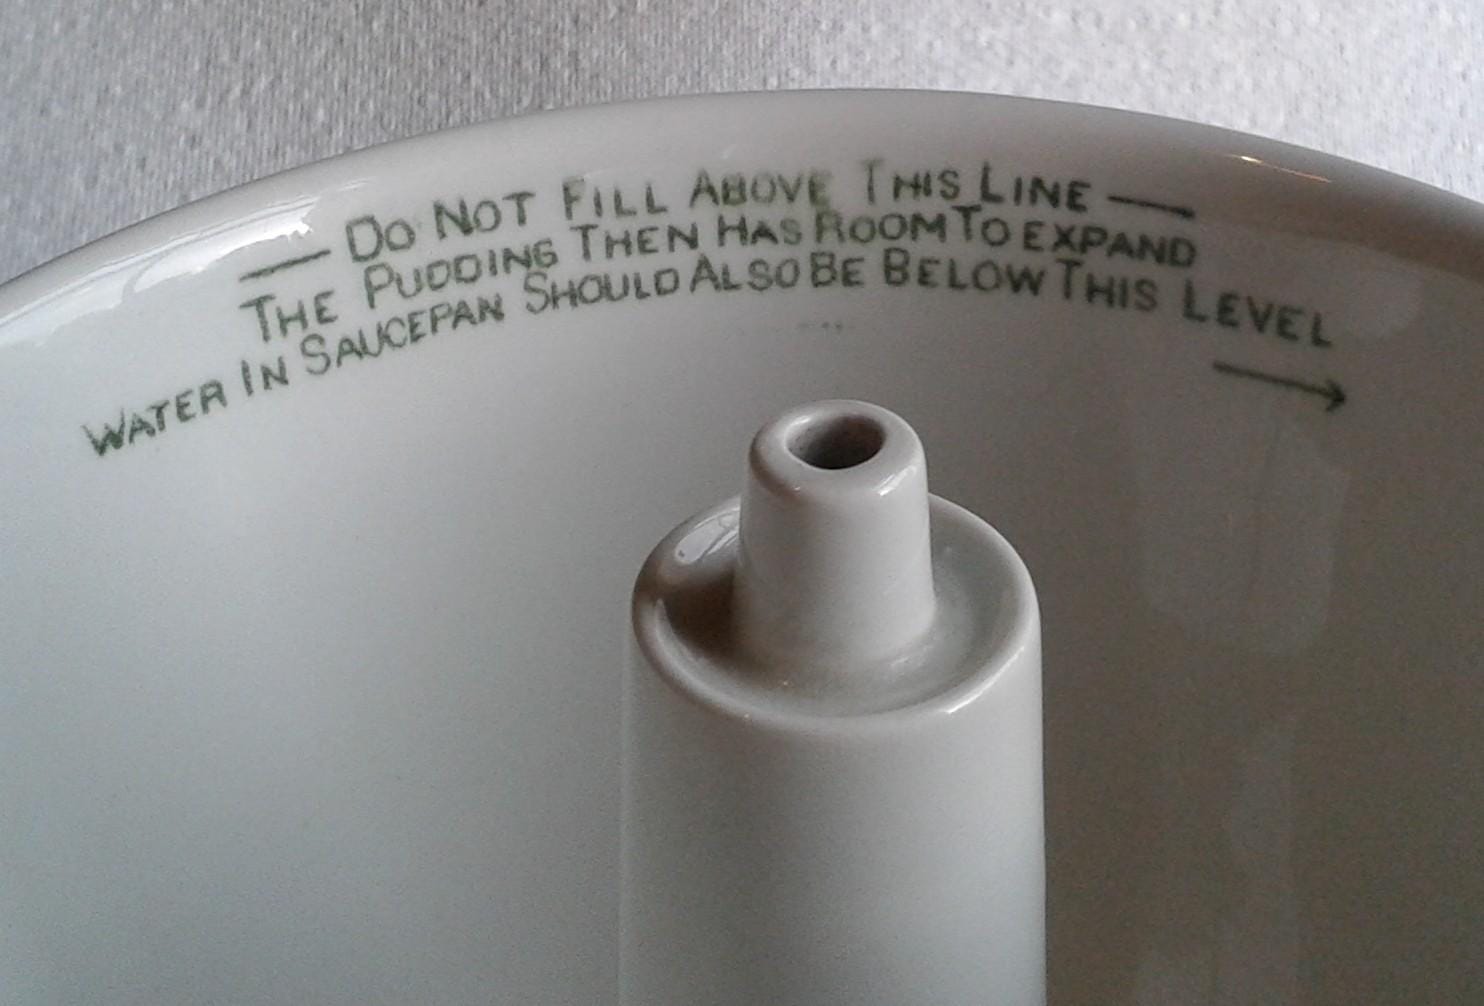 — DO NOT FILL ABOVE THIS LINE —
THE PUDDING THEN HAS ROOM TO EXPAND
WATER IN SAUCEPAN SHOULD ALSO BE BELOW THIS LEVEL
→